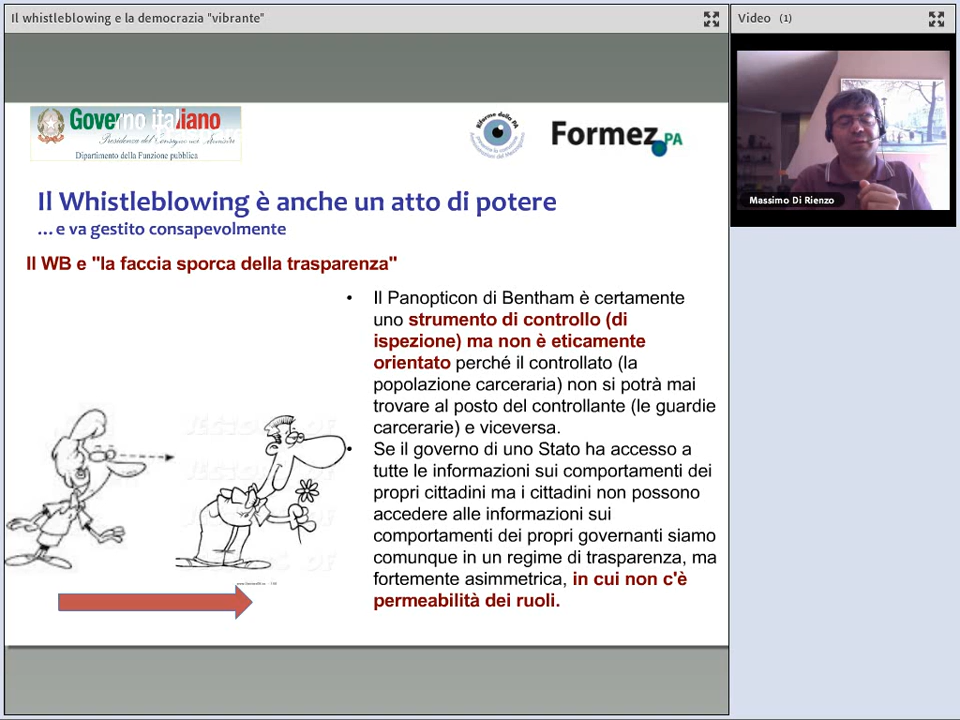 Il whistleblowing e la democrazia "vibrante"
Video (1)
Governo italiano
Presidenza del Consiglio dei Ministri
Dipartimento della Funzione pubblica
Riforme della PA
Formez PA
Massimo Di Rienzo
Il Whistleblowing è anche un atto di potere
...e va gestito consapevolmente
Il WB e "la faccia sporca della trasparenza"
• Il Panopticon di Bentham è certamente
uno strumento di controllo (di
ispezione) ma non è eticamente
orientato perché il controllato (la
popolazione carceraria) non si potrà mai
trovare al posto del controllante (le guardie
carcerarie) e viceversa.
• Se il governo di uno Stato ha accesso a
tutte le informazioni sui comportamenti dei
propri cittadini ma i cittadini non possono
accedere alle informazioni sui
comportamenti dei propri governanti siamo
comunque in un regime di trasparenza, ma
fortemente asimmetrica, in cui non c'è
permeabilità dei ruoli.